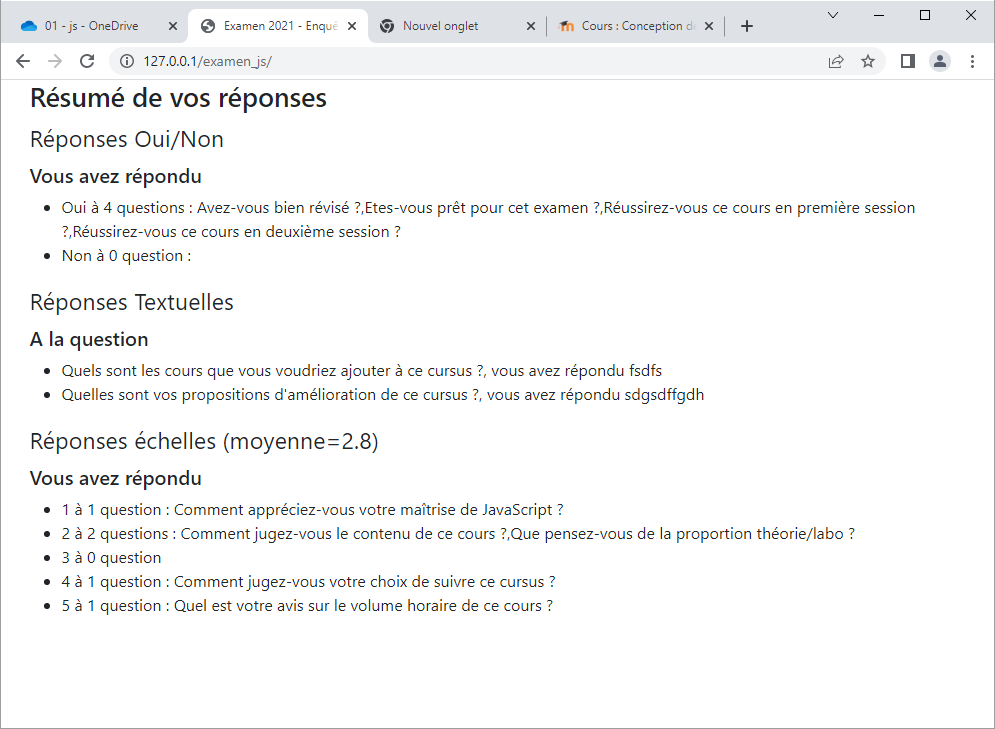 01 - js - OneDrive
Examen 2021 - Enquê
Nouvel onglet
Cours : Conception de
127.0.0.1/examen_js/
Résumé de vos réponses
Réponses Oui/Non
Vous avez répondu
Oui à 4 questions : Avez-vous bien révisé ?,Etes-vous prêt pour cet examen ?,Réussirez-vous ce cours en première session
?,Réussirez-vous ce cours en deuxième session ?
Non à 0 question :
Réponses Textuelles
A la question
Quels sont les cours que vous voudriez ajouter à ce cursus ?, vous avez répondu fsdfs
Quelles sont vos propositions d'amélioration de ce cursus ?, vous avez répondu sdgsdffgdh
Réponses échelles (moyenne=2.8)
Vous avez répondu
1 à 1 question : Comment appréciez-vous votre maîtrise de JavaScript ?
2 à 2 questions : Comment jugez-vous le contenu de ce cours ?,Que pensez-vous de la proportion théorie/labo ?
3 à 0 question
4 à 1 question : Comment jugez-vous votre choix de suivre ce cursus ?
5 à 1 question : Quel est votre avis sur le volume horaire de ce cours ?